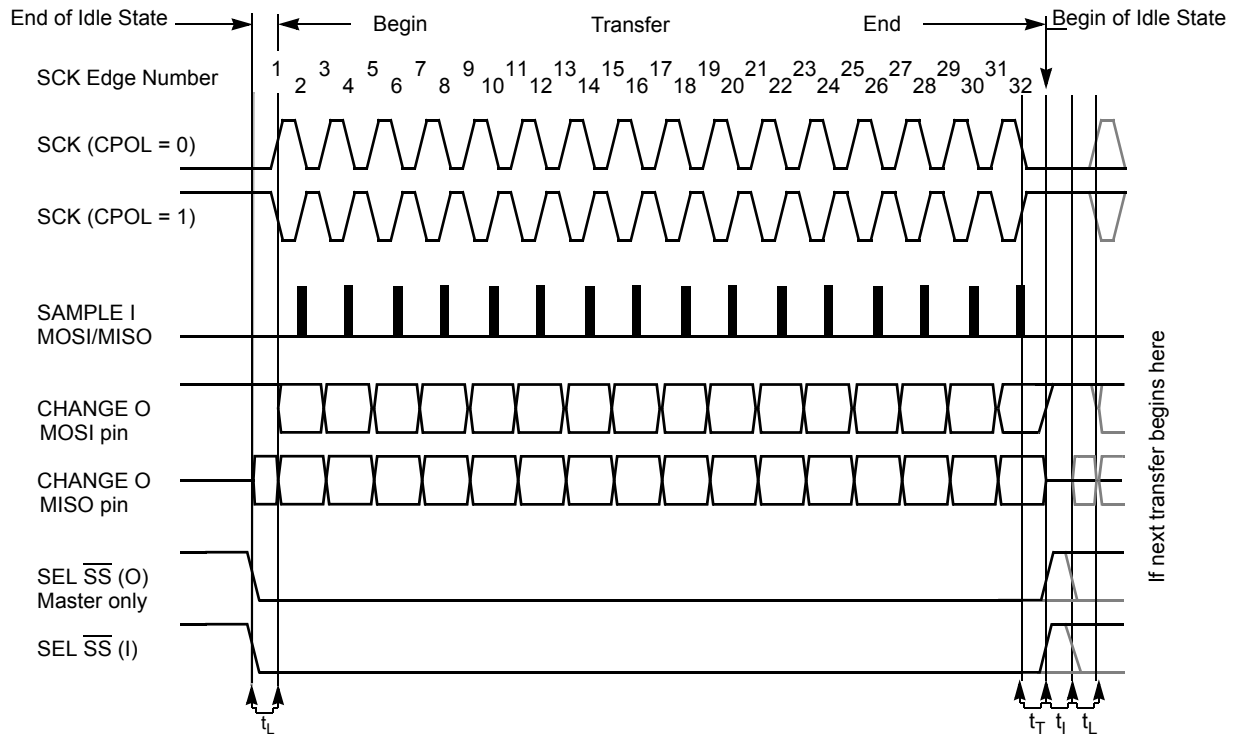 End of Idle State
Begin
Transfer
End
Begin of Idle State
SCK Edge Number
1 3 5 7 9 11 13 15 17 19 21 23 25 27 29 31
2 4 6 8 10 12 14 16 18 20 22 24 26 28 30 32
SCK (CPOL = 0)
SCK (CPOL = 1)
SAMPLE I
MOSI/MISO
CHANGE O
MOSI pin
CHANGE O
MISO pin
SEL SS (O)
Master only
SEL SS (I)
tL
tT tI tL
If next transfer begins here